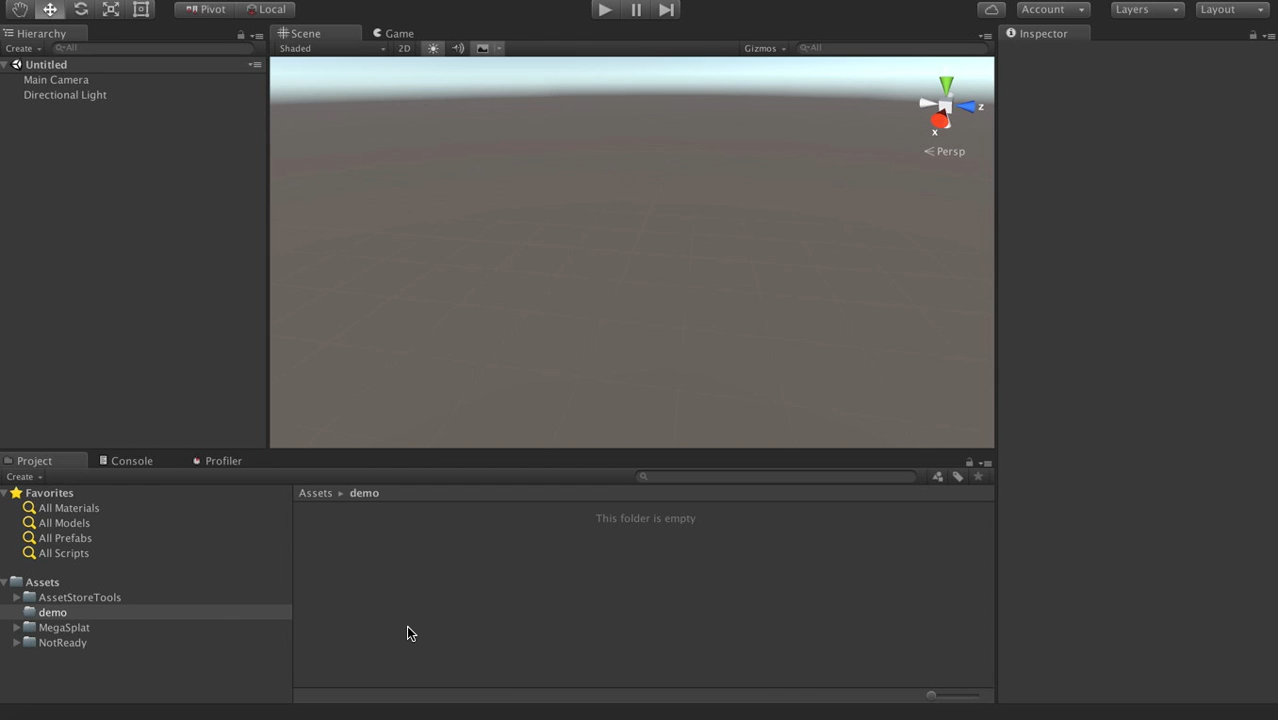 Pivot Local Account Layers Layout
Hierarchy Scene Game Inspector
Create All Shaded 2D Gizmos All
Untitled
Main Camera
Directional Light
z
x
Persp
Project Console Profiler
Create
Favorites Assets demo
All Materials
This folder is empty
All Models
All Prefabs
All Scripts
Assets
AssetStoreTools
demo
MegaSplat
NotReady